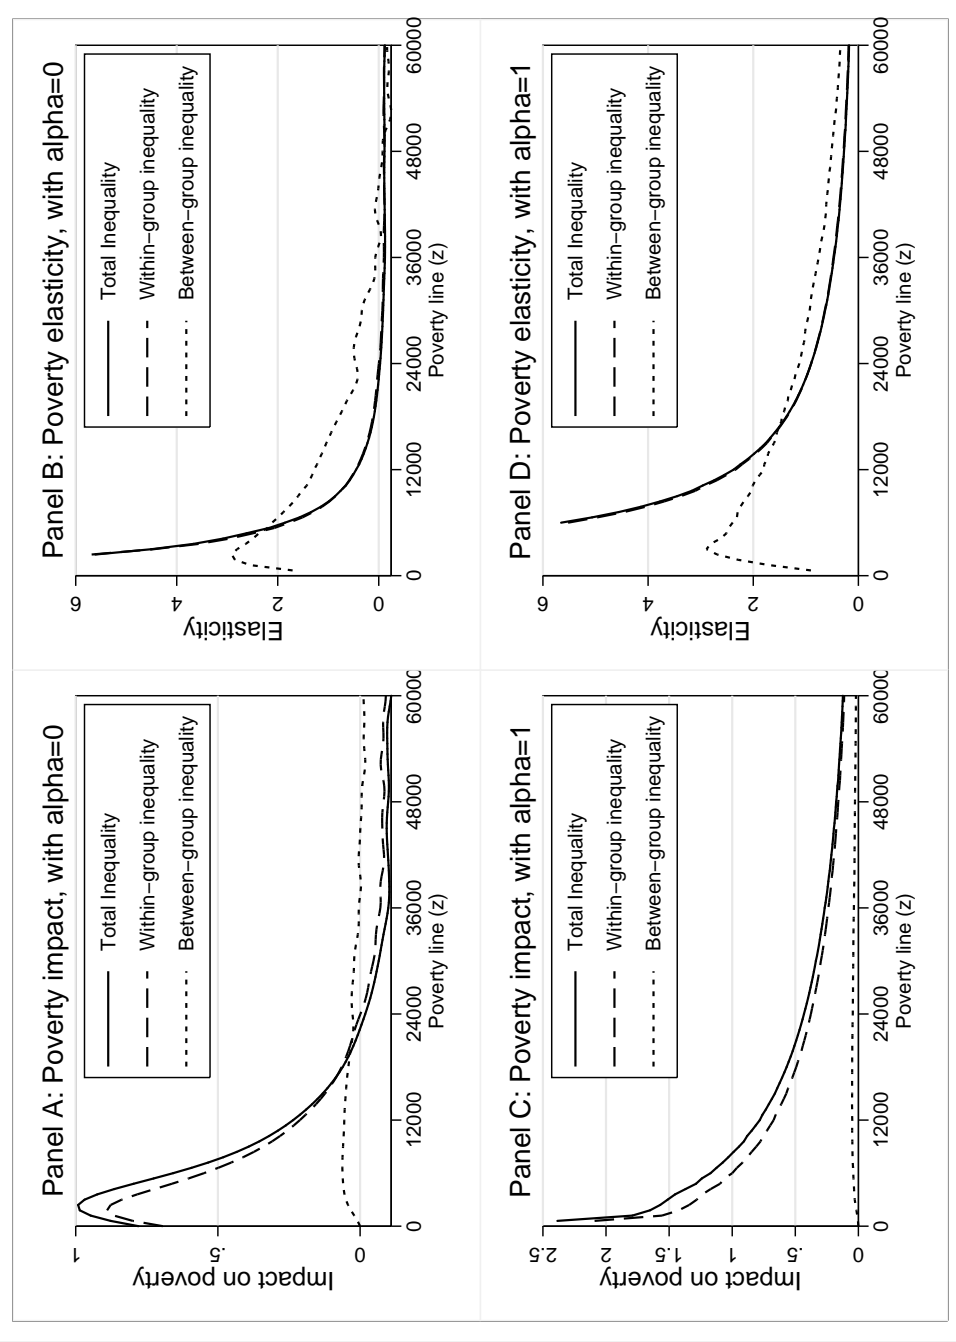 Panel A: Poverty impact, with alpha=0
Impact on poverty
0
.5
1
0
12000
24000
36000
48000
60000
Poverty line (z)
Total Inequality
Within−group inequality
Between−group inequality
Panel B: Poverty elasticity, with alpha=0
Elasticity
0
2
4
6
0
12000
24000
36000
48000
60000
Poverty line (z)
Total Inequality
Within−group inequality
Between−group inequality
Panel C: Poverty impact, with alpha=1
Impact on poverty
0
.5
1
1.5
2
2.5
0
12000
24000
36000
48000
60000
Poverty line (z)
Total Inequality
Within−group inequality
Between−group inequality
Panel D: Poverty elasticity, with alpha=1
Elasticity
0
2
4
6
0
12000
24000
36000
48000
60000
Poverty line (z)
Total Inequality
Within−group inequality
Between−group inequality